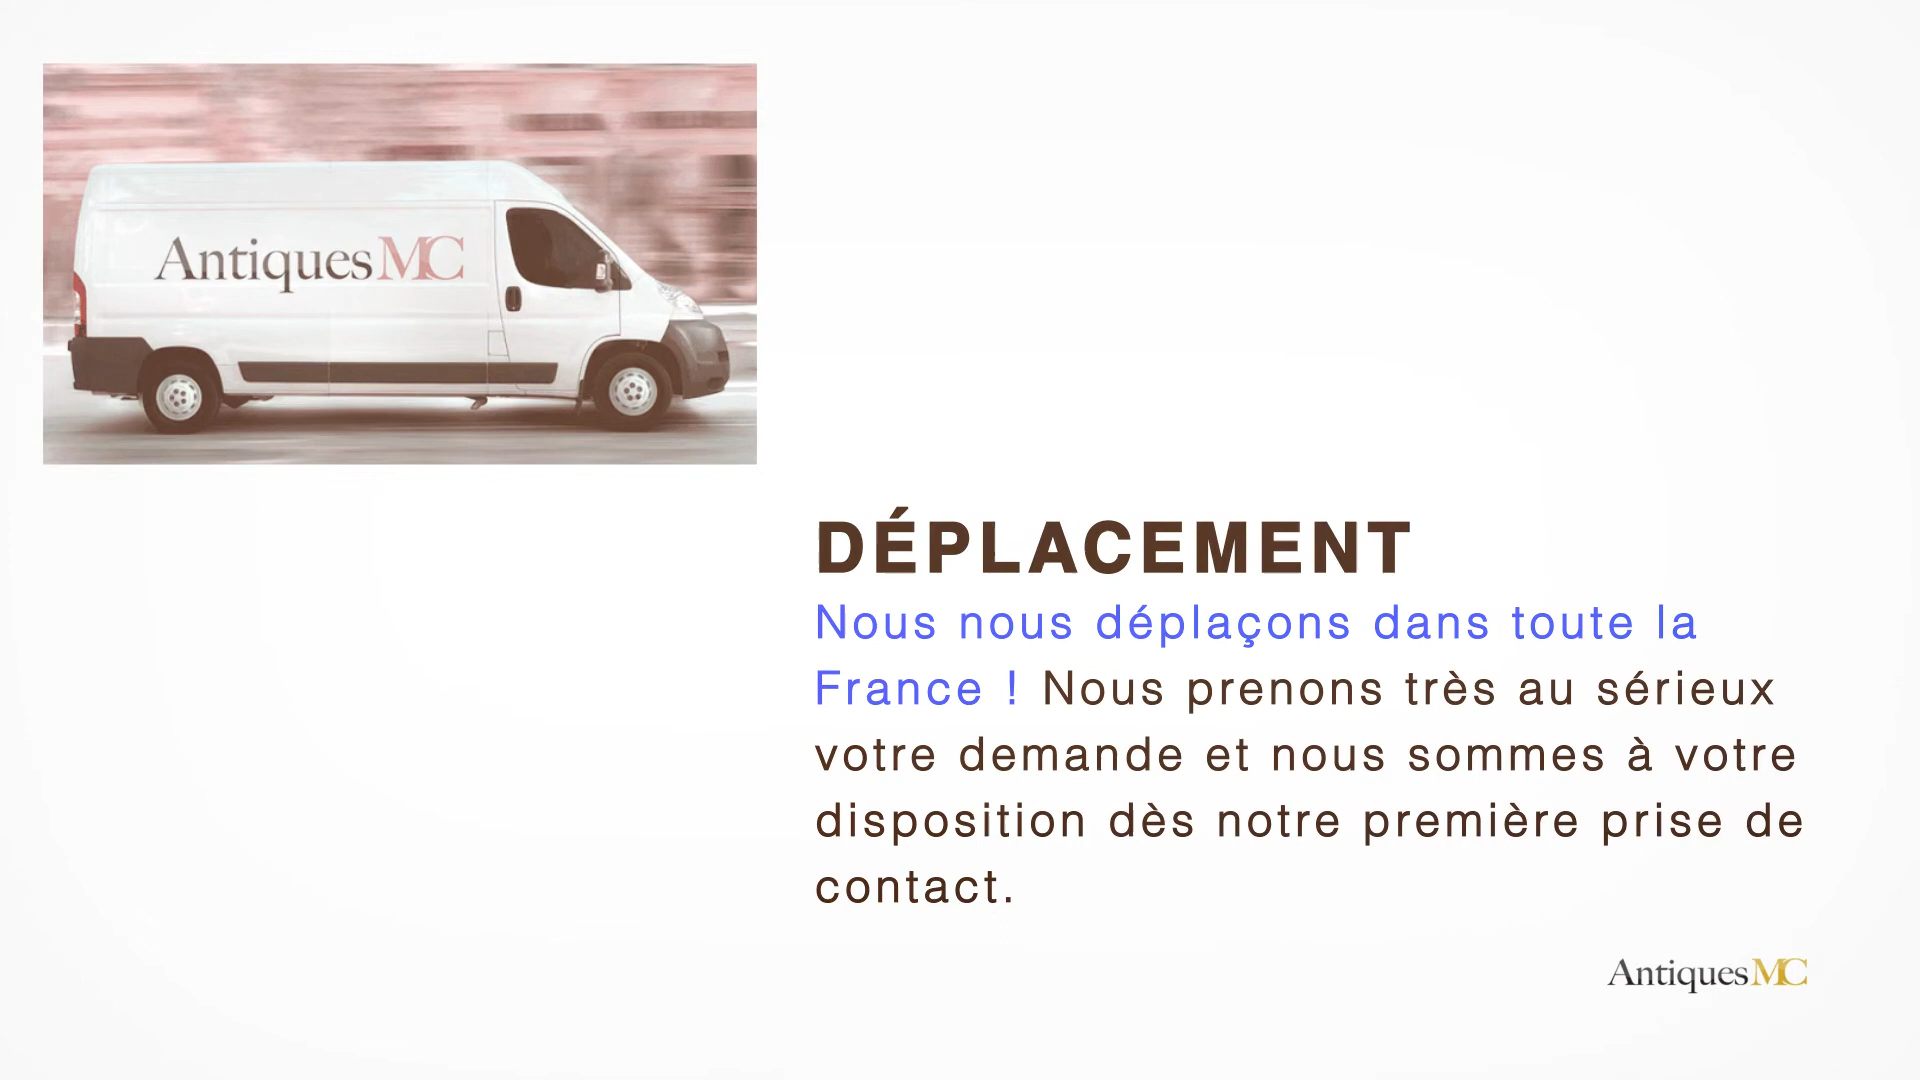 AntiquesMC
DÉPLACEMENT
Nous nous déplaçons dans toute la
France ! Nous prenons très au sérieux
votre demande et nous sommes à votre
disposition dès notre première prise de
contact.
AntiquesMC